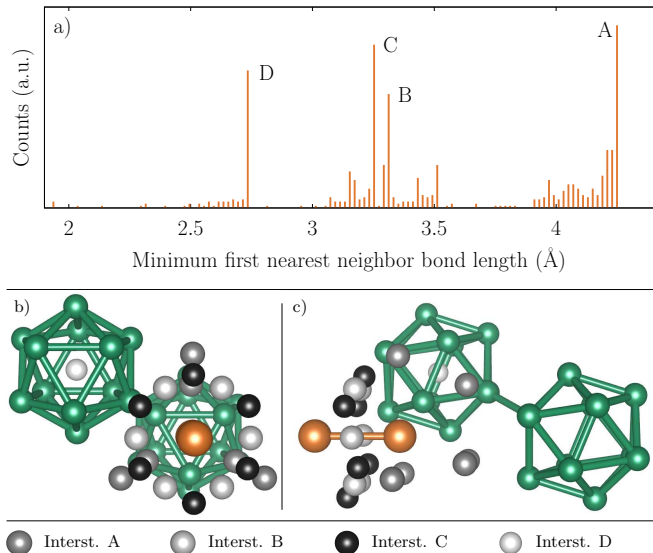 a)
A
C
D
B
Counts (a.u.)
2 2.5 3 3.5 4
Minimum first nearest neighbor bond length (Å)
b) c)
Interst. A Interst. B Interst. C Interst. D